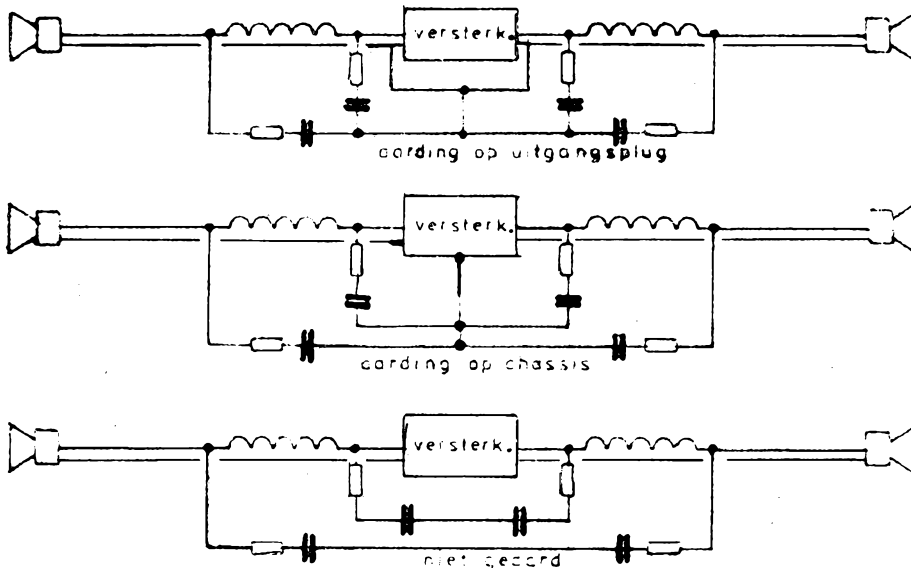 versterk.
aarding op uitgangsplug
versterk.
aarding op chassis
versterk.
niet geaard